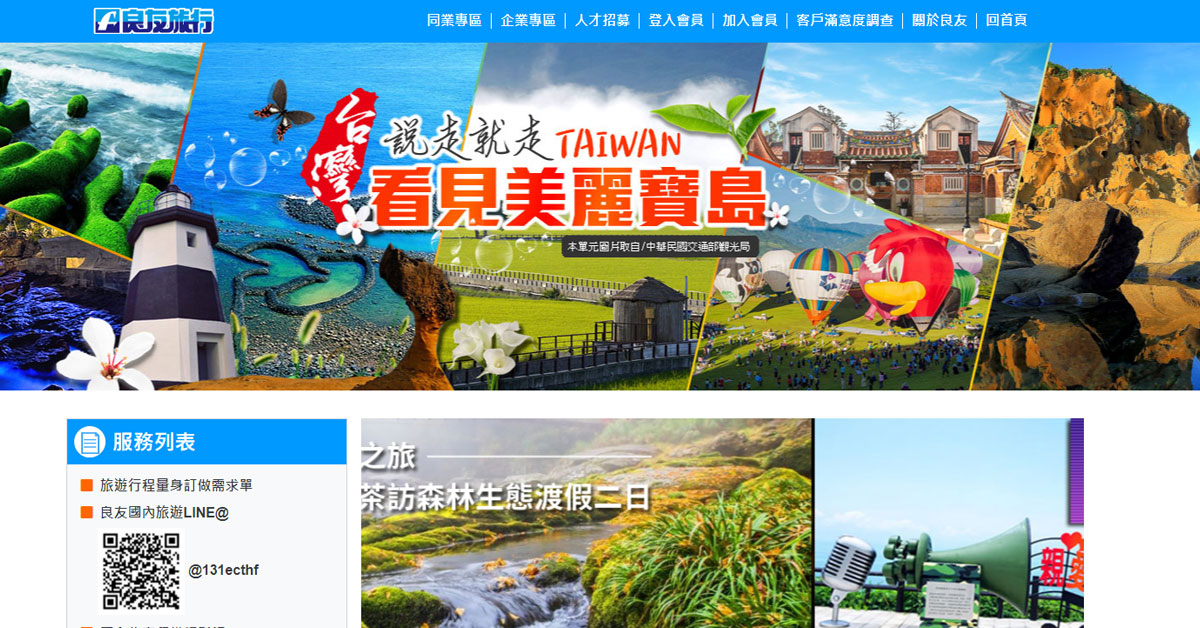 良友旅行
同業專區 企業專區 人才招募 登入會員 加入會員 客戶滿意度調查 關於良友 回首頁
台灣
說走就走 TAIWAN
看見美麗寶島
本單元圖片取自/中華民國交通部觀光局
服務列表
旅遊行程量身訂做需求單
良友國內旅遊LINE@
@131ecthf
之旅
茶訪森林生態渡假二日
親愛